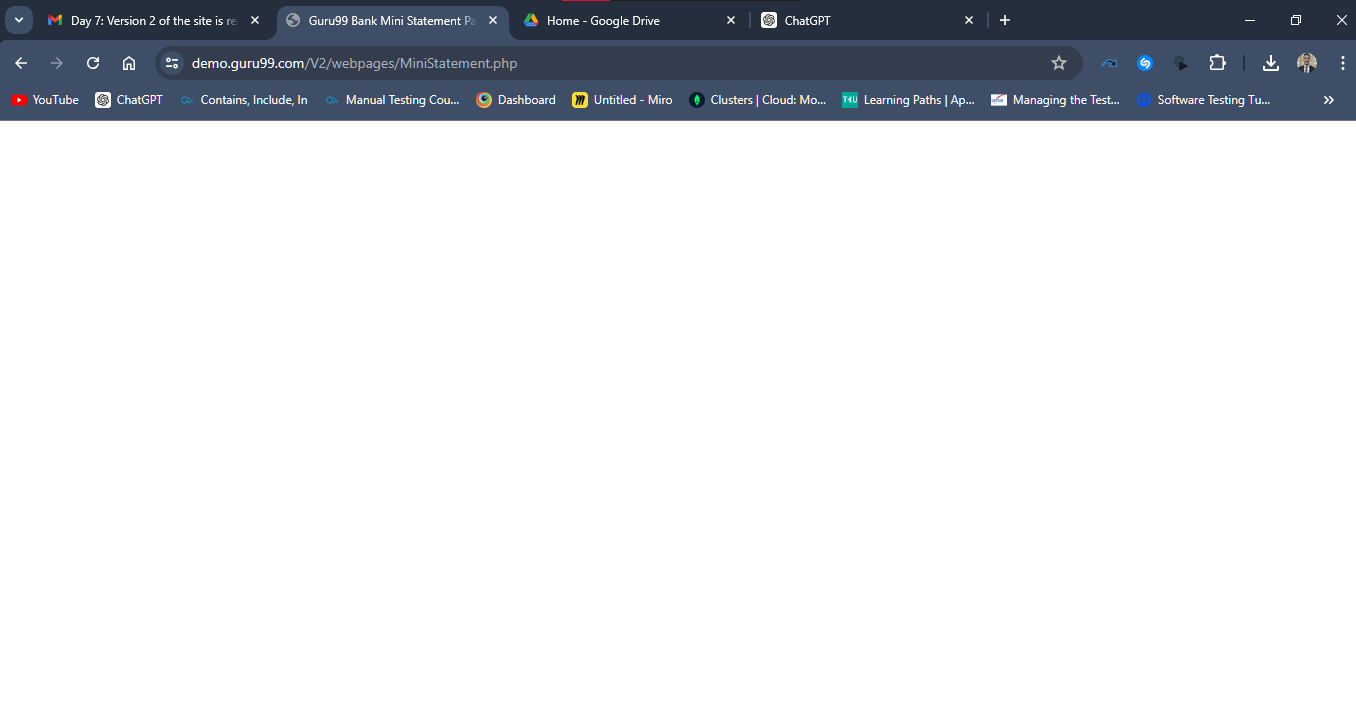 Day 7: Version 2 of the site is re
Guru99 Bank Mini Statement Pa
Home - Google Drive
ChatGPT
demo.guru99.com/V2/webpages/MiniStatement.php
YouTube
ChatGPT
Contains, Include, In
Manual Testing Cou...
Dashboard
Untitled - Miro
Clusters | Cloud: Mo...
Learning Paths | Ap...
Managing the Test...
Software Testing Tu...